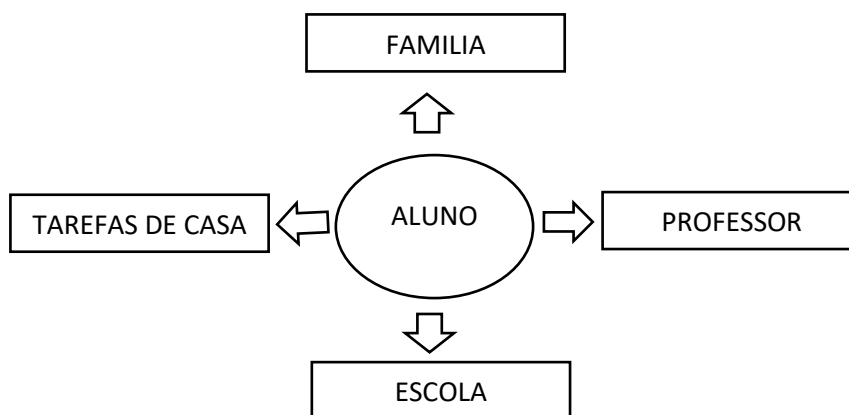 FAMILIA
TAREFAS DE CASA
ALUNO
PROFESSOR
ESCOLA